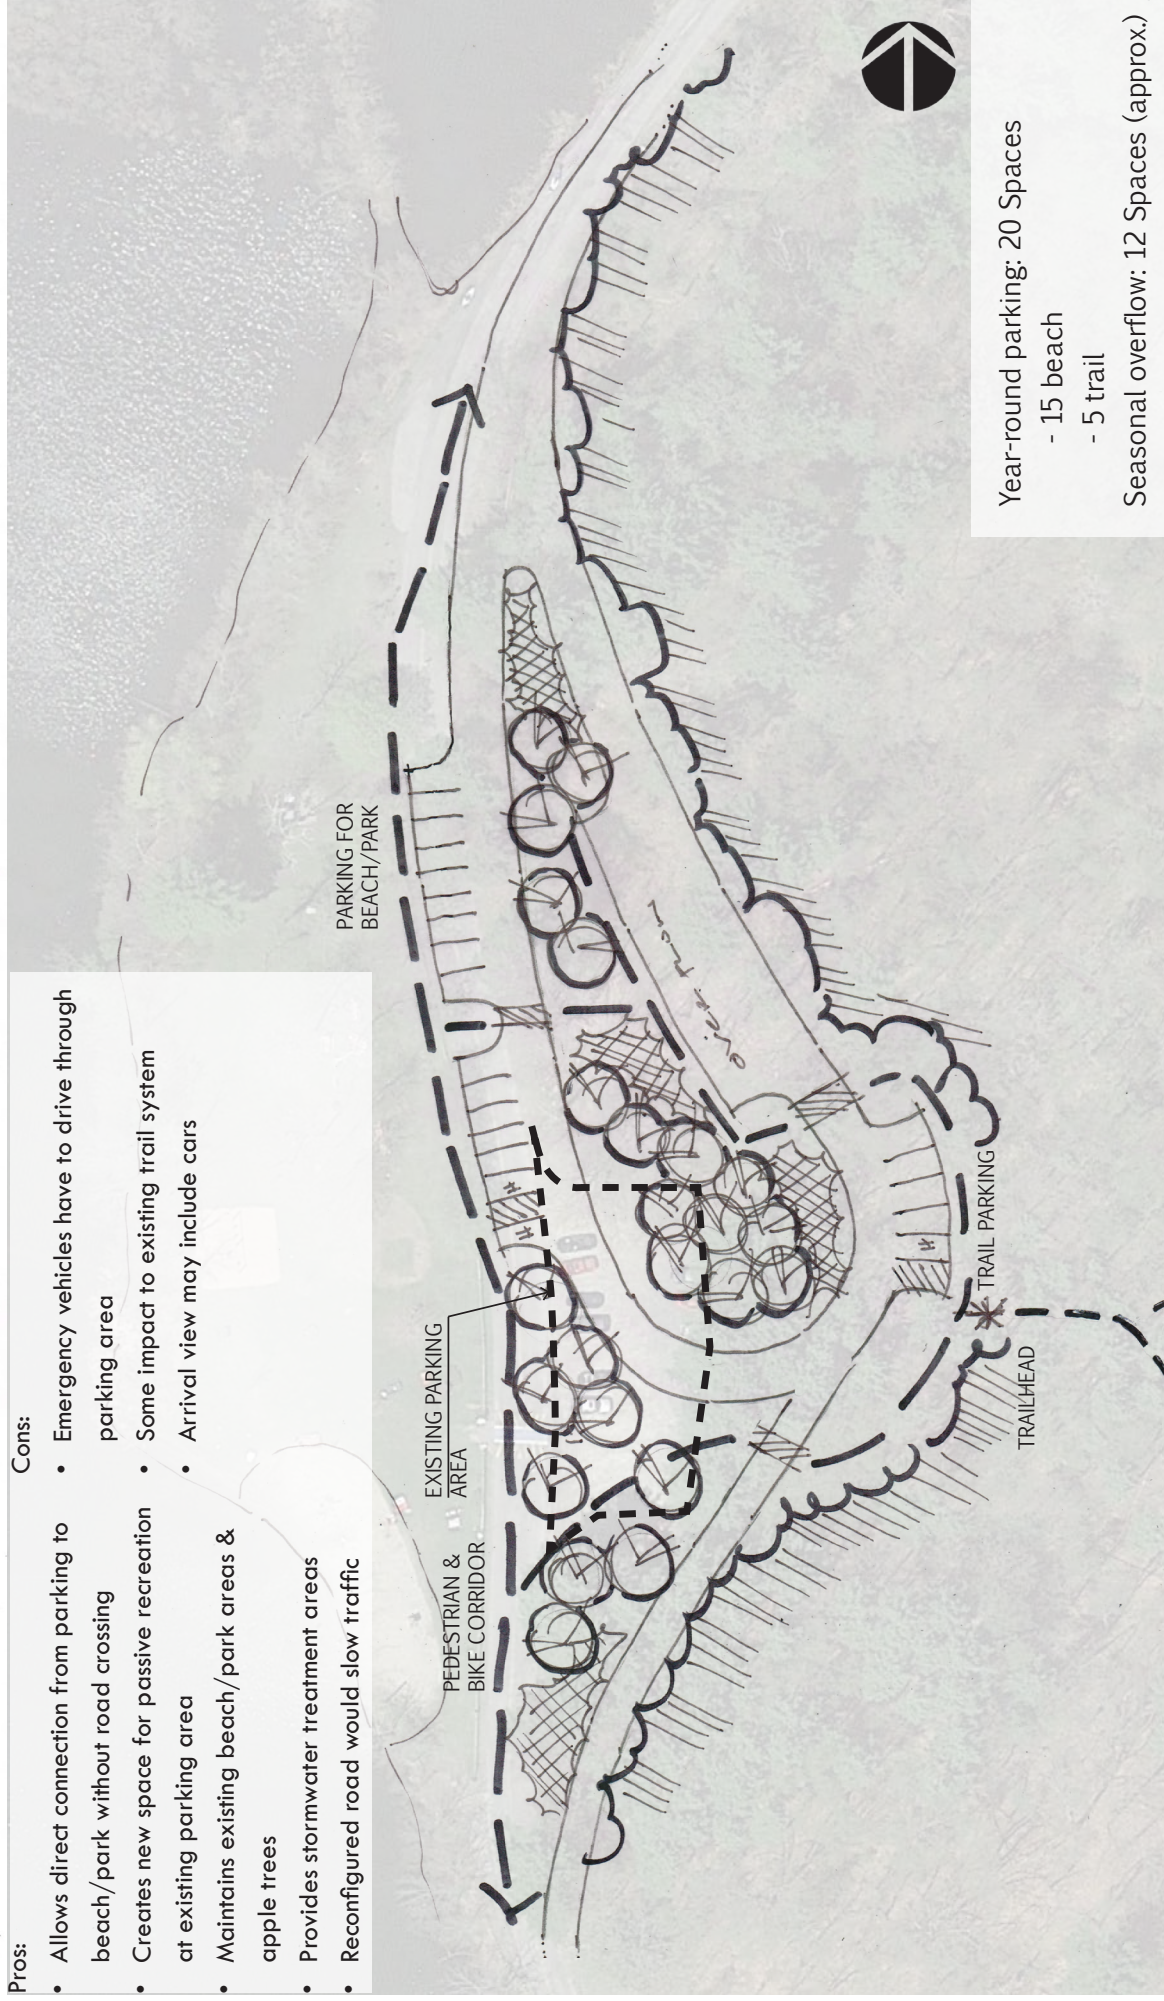 Pros:
• Allows direct connection from parking to
beach/park without road crossing
• Creates new space for passive recreation
at existing parking area
• Maintains existing beach/park areas &
apple trees
• Provides stormwater treatment areas
• Reconfigured road would slow traffic
Cons:
• Emergency vehicles have to drive through
parking area
• Some impact to existing trail system
• Arrival view may include cars
PARKING FOR
BEACH/PARK
EXISTING PARKING
AREA
PEDESTRIAN &
BIKE CORRIDOR
H
H
H
TRAIL PARKING
TRAILHEAD
Year-round parking: 20 Spaces
- 15 beach
- 5 trail
Seasonal overflow: 12 Spaces (approx.)